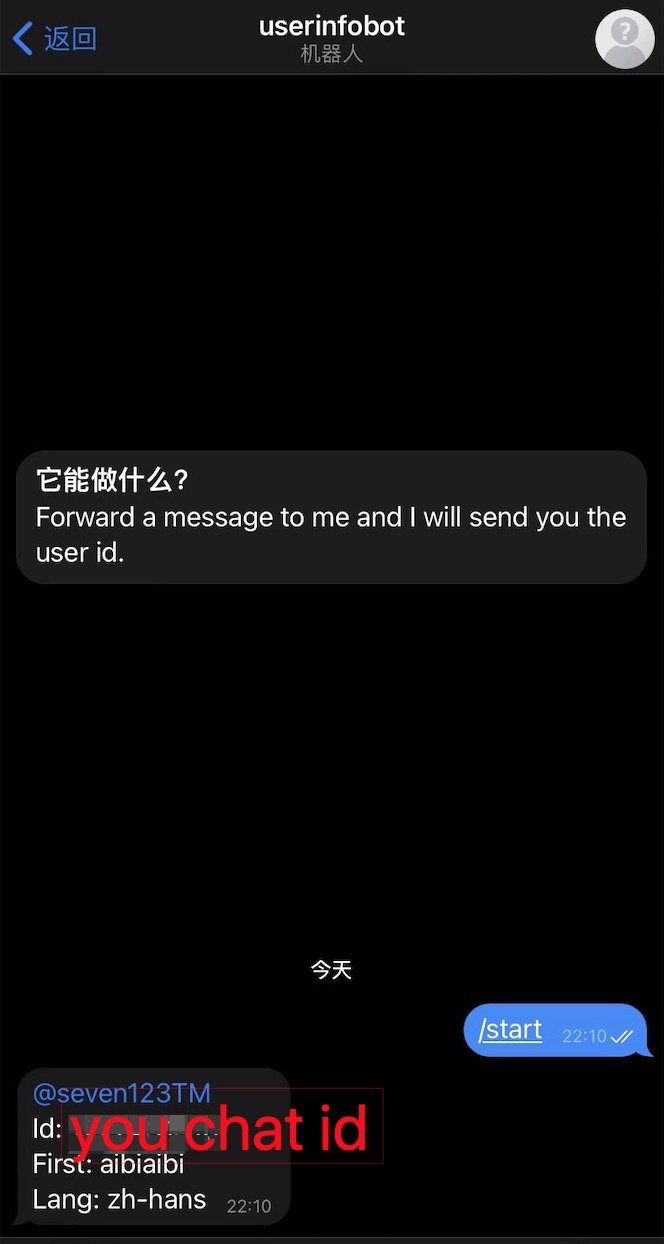 返回
userinfobot
机器人
它能做什么?
Forward a message to me and I will send you the
user id.
今天
/start 22:10
@seven123TM
Id: you chat id
First: aibiaibi
Lang: zh-hans 22:10